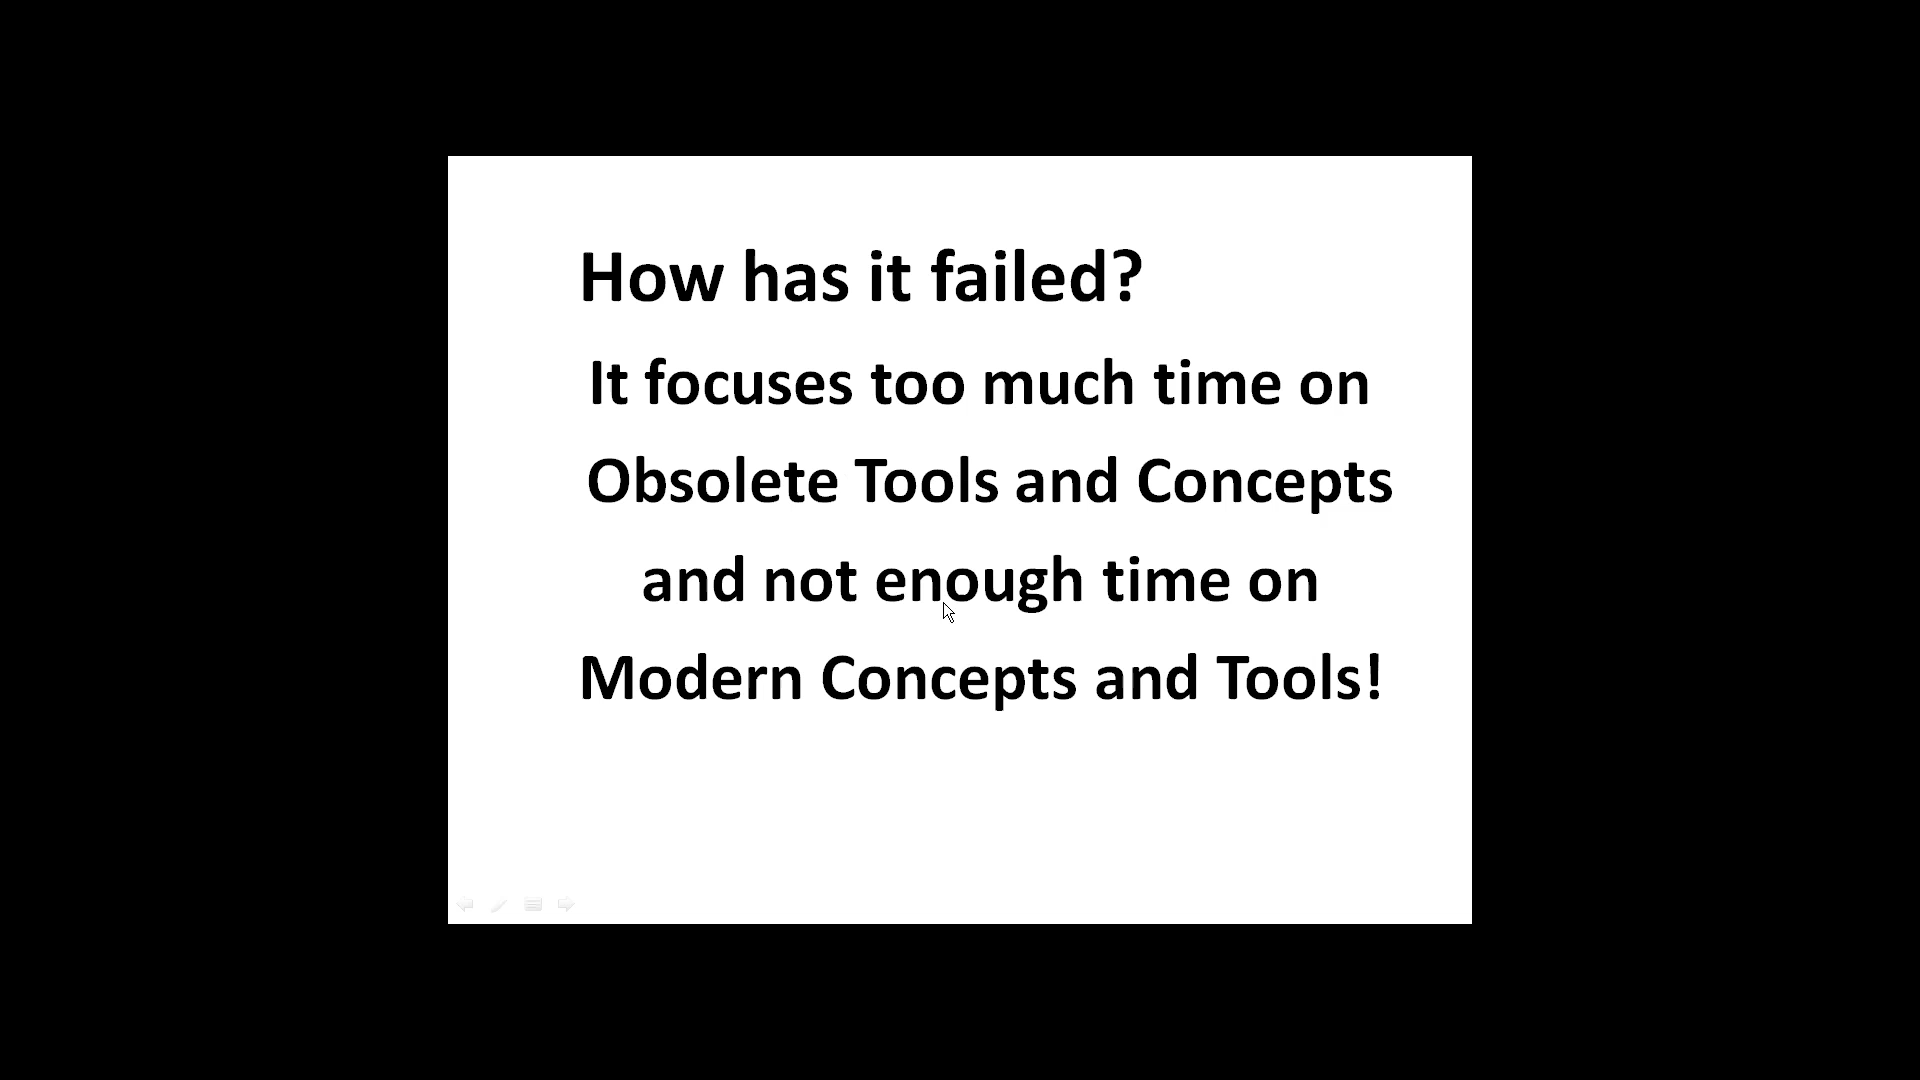 How has it failed?
It focuses too much time on
Obsolete Tools and Concepts
and not enough time on
Modern Concepts and Tools!